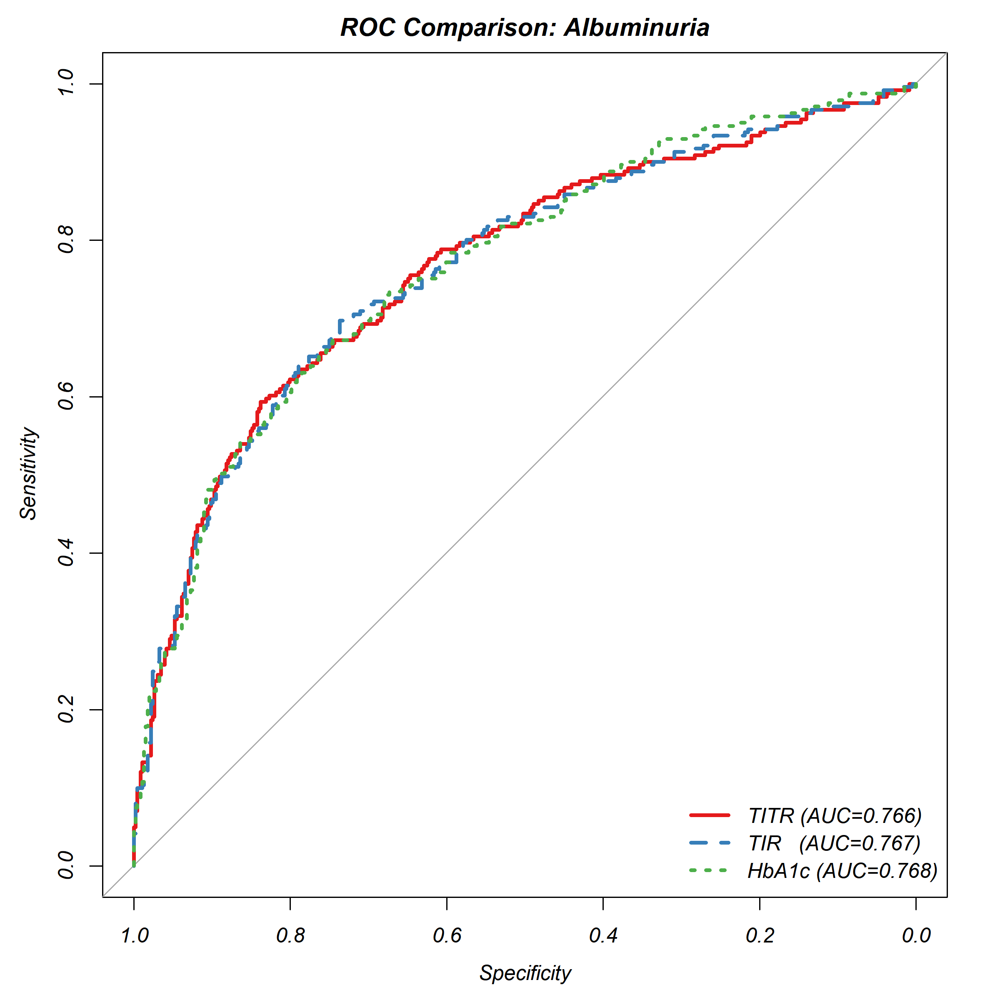 ROC Comparison: Albuminuria
1.0
0.8
0.6
0.4
0.2
0.0
Sensitivity
TITR (AUC=0.766)
TIR (AUC=0.767)
HbA1c (AUC=0.768)
1.0 0.8 0.6 0.4 0.2 0.0
Specificity